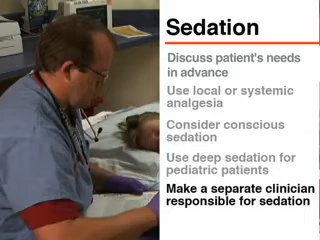 Sedation
Discuss patient's needs
in advance
Use local or systemic
analgesia
Consider conscious
sedation
Use deep sedation for
pediatric patients
Make a separate clinician
responsible for sedation